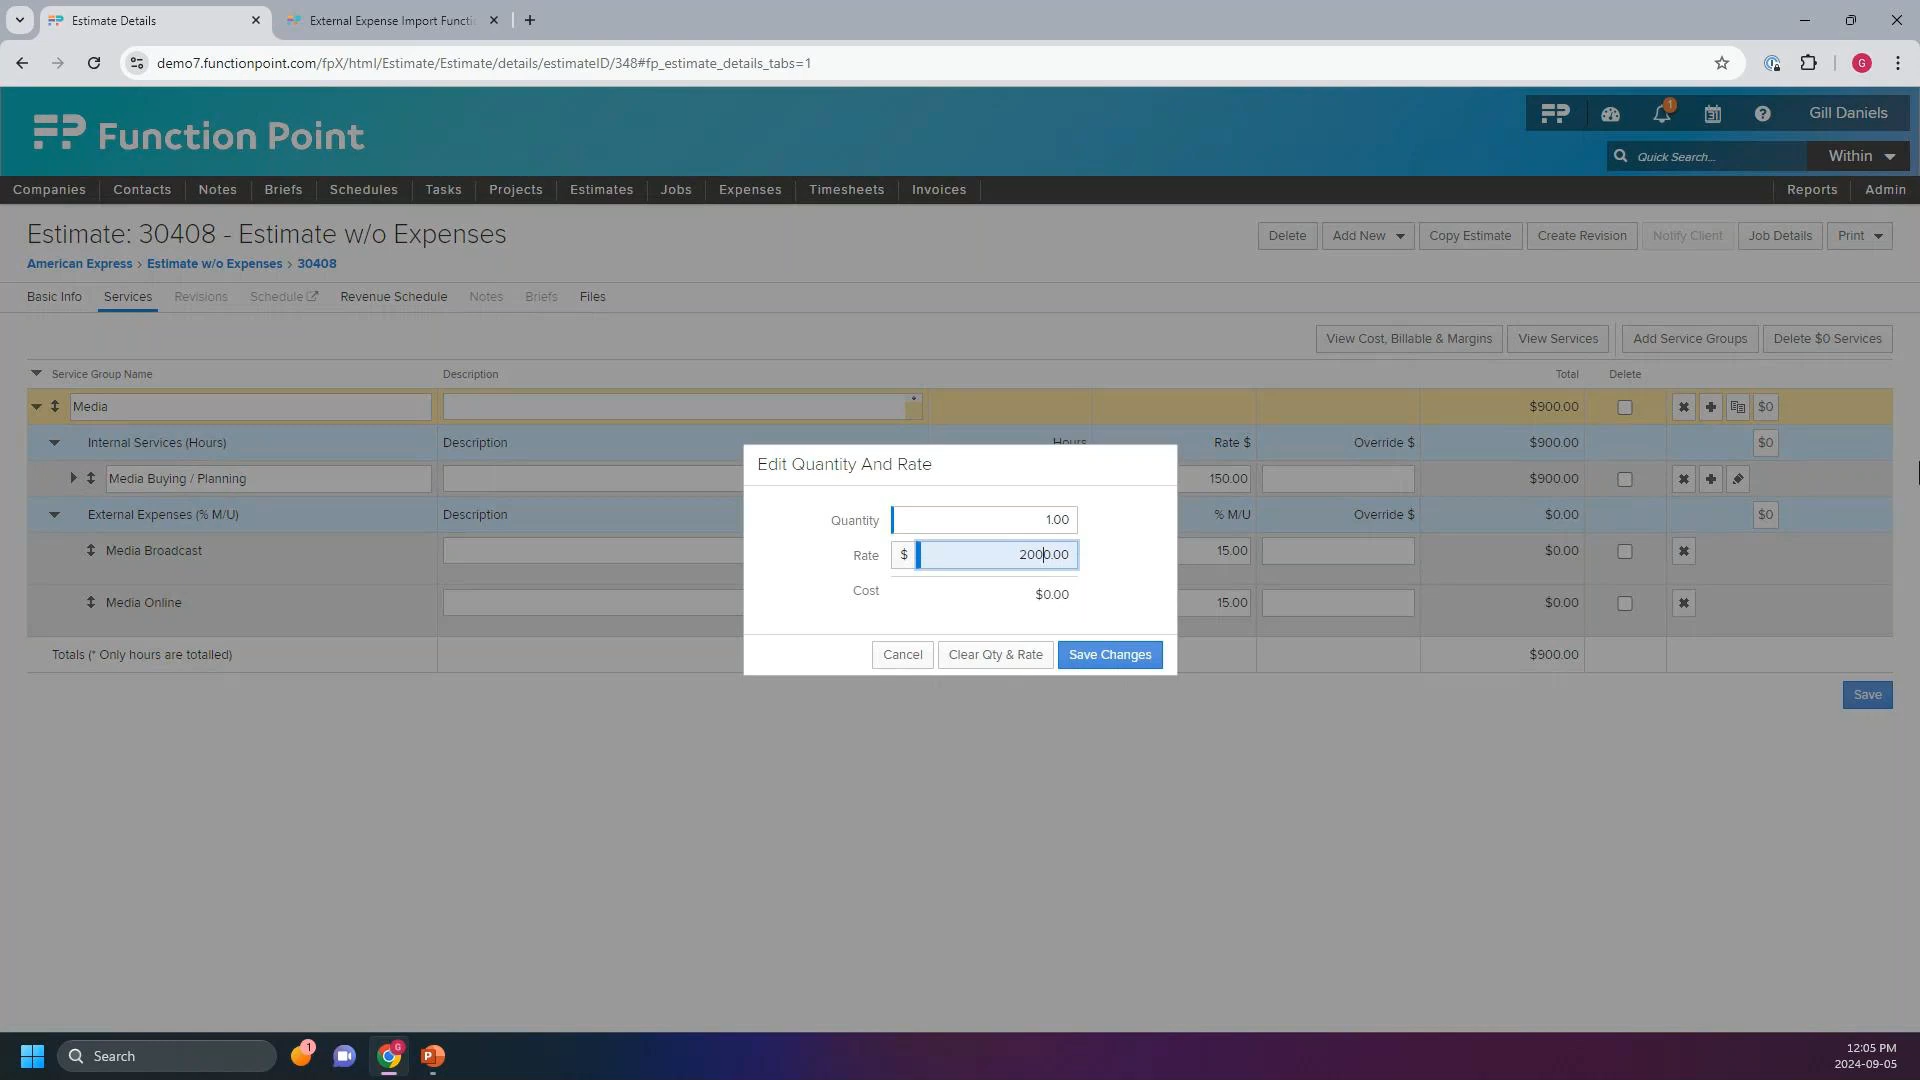 Estimate Details
External Expense Import Functi
demo7.functionpoint.com/fpX/html/Estimate/Estimate/details/estimateID/348#fp_estimate_details_tabs=1
G
FP Function Point
FP 1 31 ? Gill Daniels
Quick Search... Within
Companies Contacts Notes Briefs Schedules Tasks Projects Estimates Jobs Expenses Timesheets Invoices Reports Admin
Estimate: 30408 - Estimate w/o Expenses
Delete Add New Copy Estimate Create Revision Notify Client Job Details Print
American Express › Estimate w/o Expenses › 30408
Basic Info Services Revisions Schedule Revenue Schedule Notes Briefs Files
View Cost, Billable & Margins View Services Add Service Groups Delete $0 Services
Service Group Name Description Total Delete
Media $900.00 $0
Internal Services (Hours) Description Hours Rate $ Override $ $900.00 $0
Media Buying / Planning 150.00 $900.00
External Expenses (% M/U) Description % M/U Override $ $0.00 $0
Media Broadcast 15.00 $0.00
Media Online 15.00 $0.00
Totals (* Only hours are totalled) $900.00
Save
Edit Quantity And Rate
Quantity 1.00
Rate $ 2000.00
Cost $0.00
Cancel Clear Qty & Rate Save Changes
Search 1 G P
12:05 PM
2024-09-05